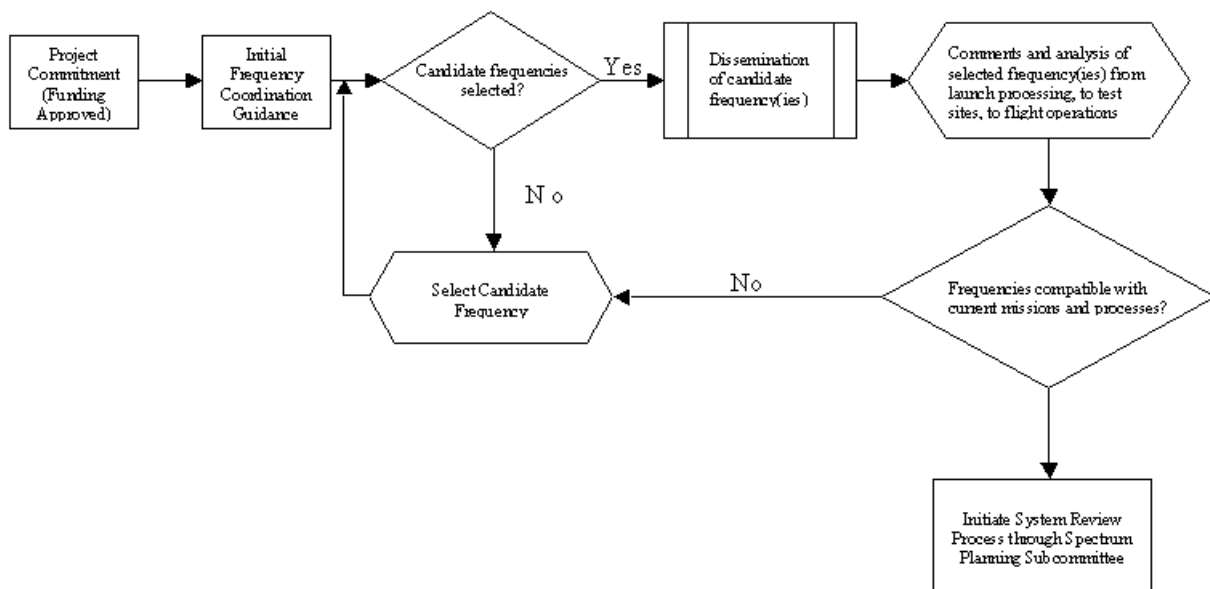 Project
Commitment
(Funding
Approved)
Initial
Frequency
Coordination
Guidance
Candidate frequencies
selected?
Yes
Dissemination
of candidate
frequency(ies)
Comments and analysis of
selected frequency(ies) from
launch processing, to test
sites, to flight operations
No
Select Candidate
Frequency
No
Frequencies compatible with
current missions and processes?
Initiate System Review
Process through Spectrum
Planning Subcommittee